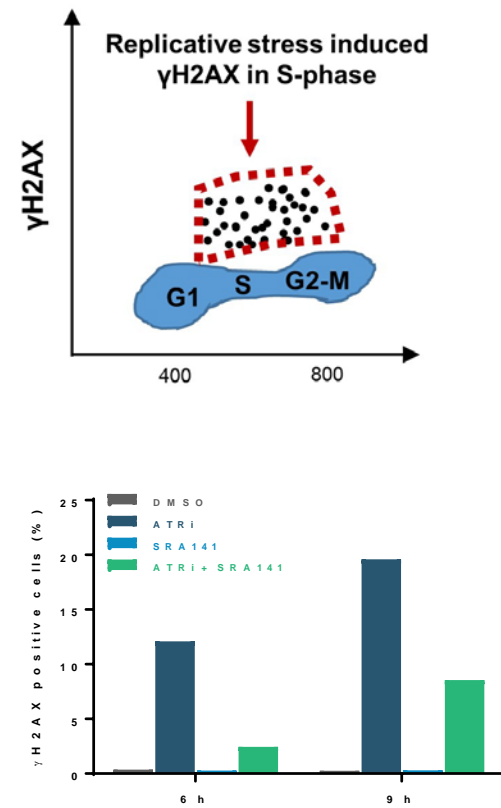 Replicative stress induced
γH2AX in S-phase
γH2AX
G1 S G2-M
400 800
γH2AX positive cells (%)
25
20
15
10
5
0
DMSO
ATRi
SRA141
ATRi+ SRA141
6 h 9 h